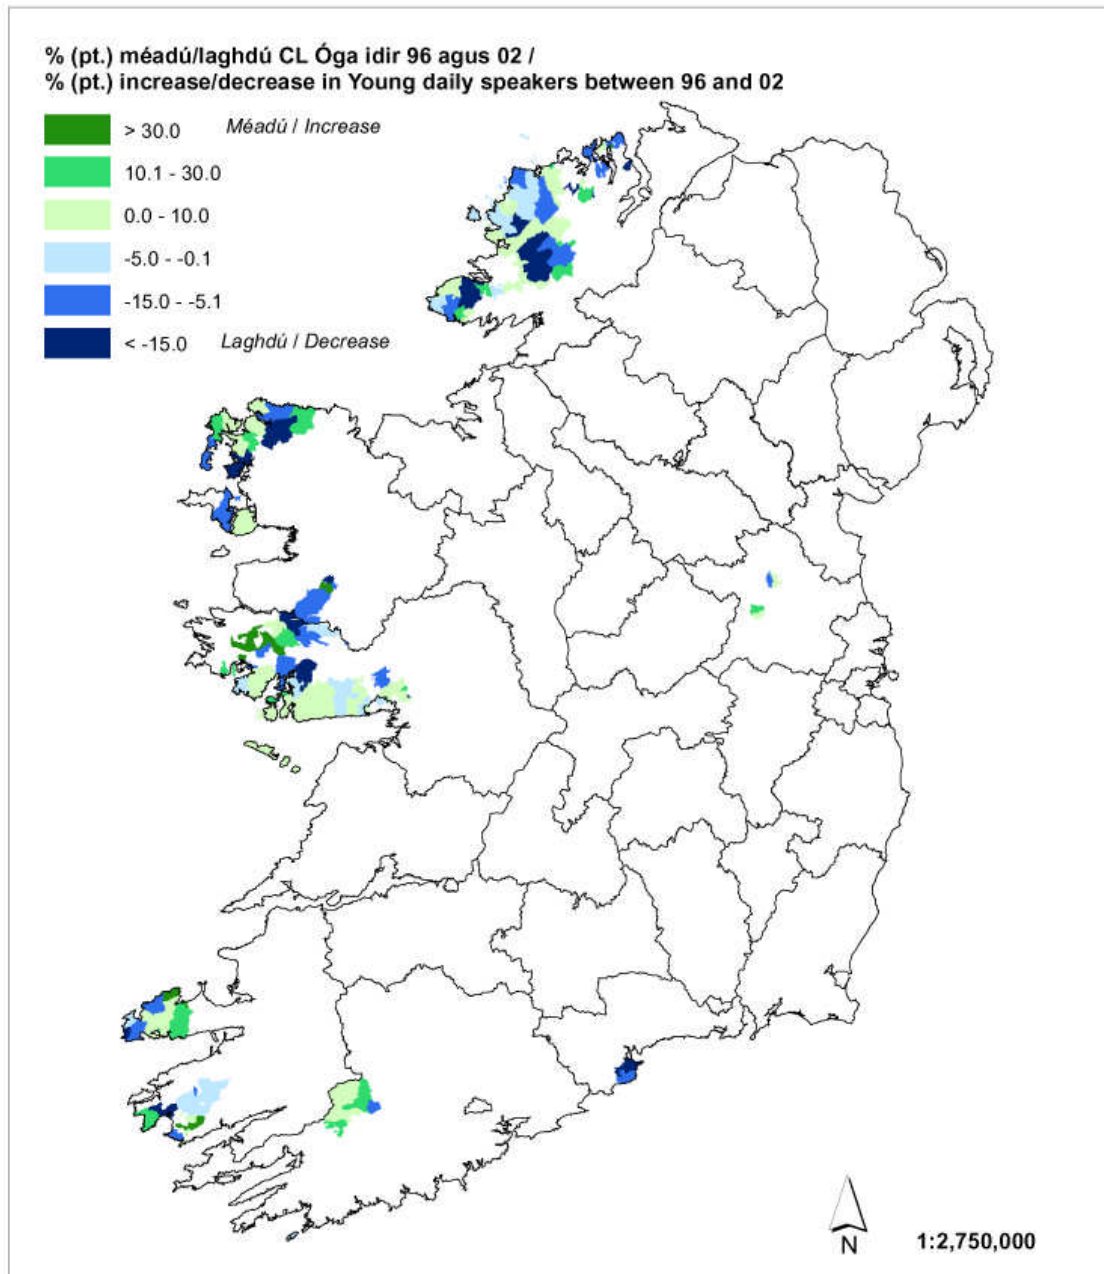 % (pt.) méadú/laghdú CL Óga idir 96 agus 02 /
% (pt.) increase/decrease in Young daily speakers between 96 and 02
> 30.0 Méadú / Increase
10.1 - 30.0
0.0 - 10.0
-5.0 - -0.1
-15.0 - -5.1
< -15.0 Laghdú / Decrease
N
1:2,750,000